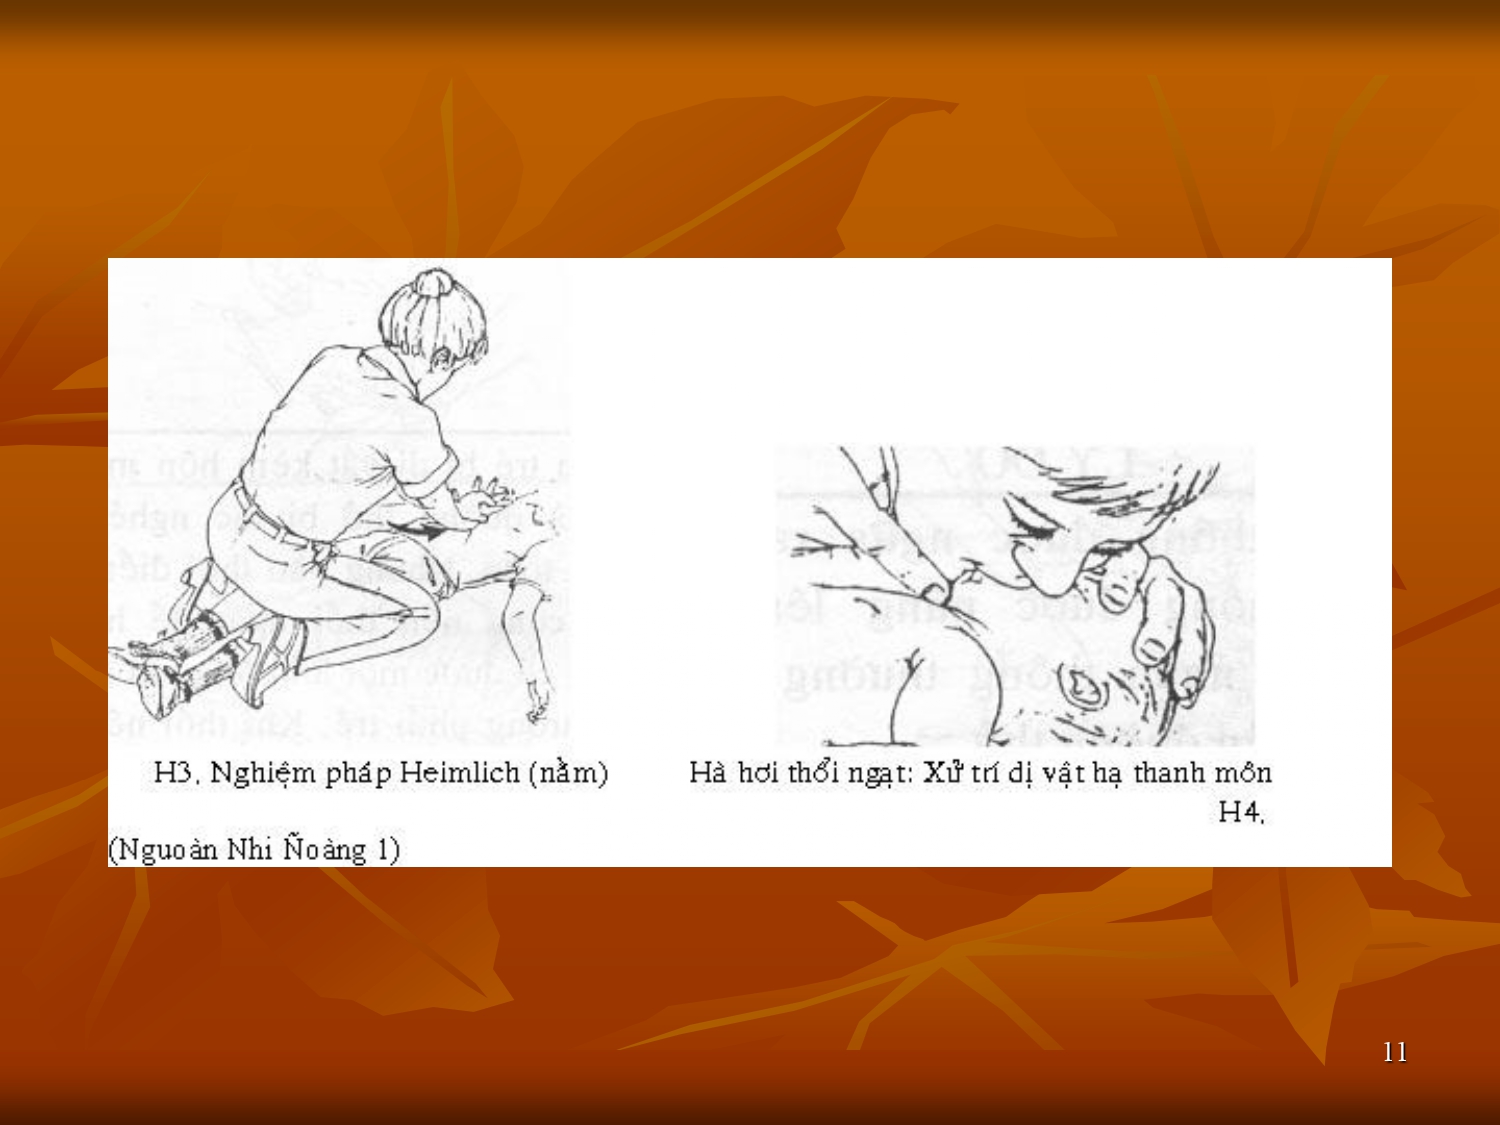 H3. Nghiệm pháp Heimlich (nằm)
Hà hơi thổi ngạt: Xử trí dị vật hạ thanh môn
H4.
(Nguoàn Nhi Ñoàng 1)
11